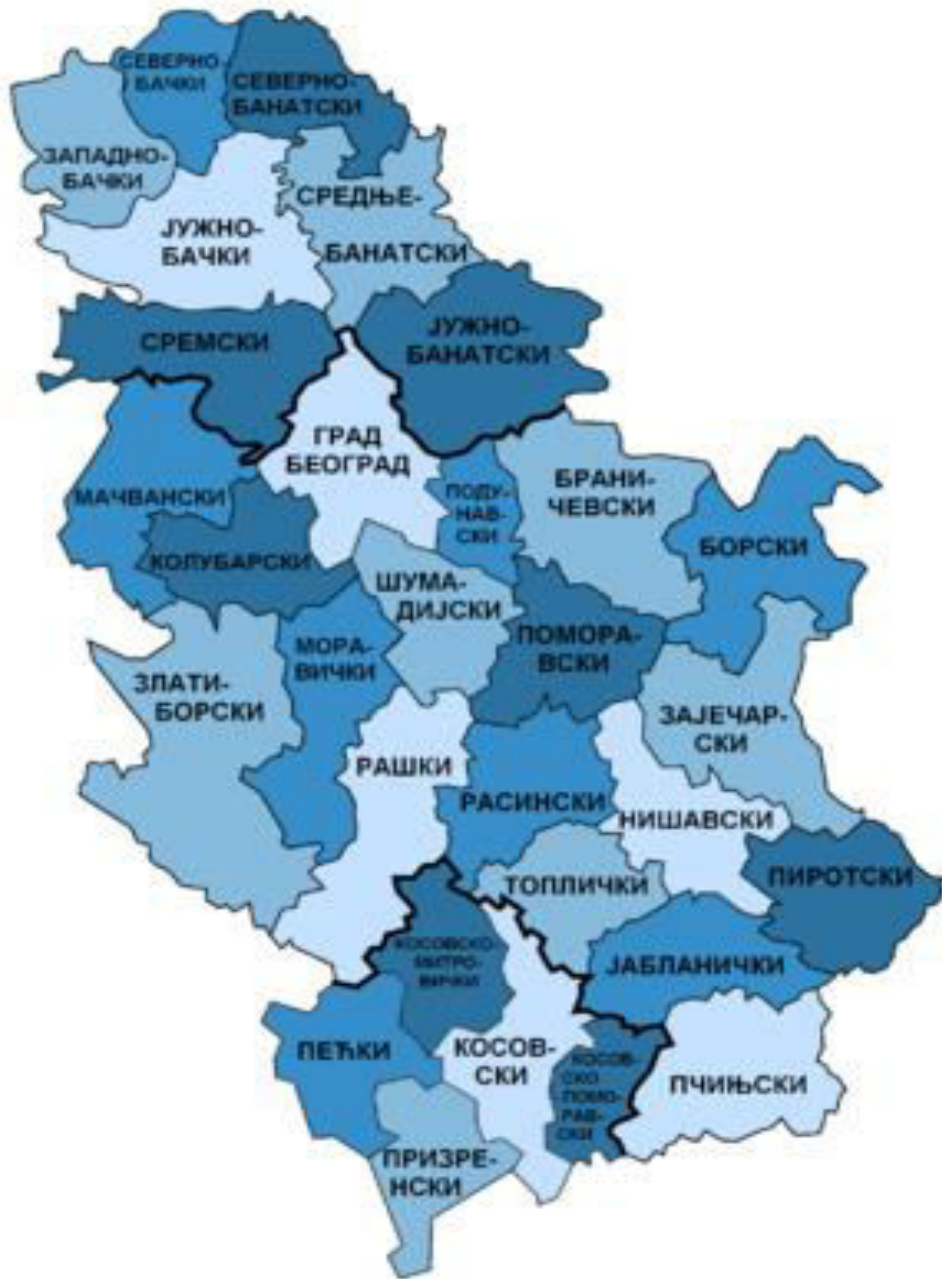 СЕВЕРНО-
БАЧКИ
СЕВЕРНО-
БАНАТСКИ
ЗАПАДНО-
БАЧКИ
СРЕДЊЕ-
БАНАТСКИ
ЈУЖНО-
БАЧКИ
ЈУЖНО-
БАНАТСКИ
СРЕМСКИ
ГРАД
БЕОГРАД
МАЧВАНСКИ
ПОДУ-
НАВ-
СКИ
БРАНИ-
ЧЕВСКИ
БОРСКИ
КОЛУБАРСКИ
ШУМА-
ДИЈСКИ
ПОМОРА-
ВСКИ
МОРА-
ВИЧКИ
ЗЛАТИ-
БОРСКИ
ЗАЈЕЧАР-
СКИ
РАШКИ
РАСИНСКИ
НИШАВСКИ
ТОПЛИЧКИ
ПИРОТСКИ
КОСОВСКО-
МИТРО-
ВИЧКИ
ЈАБЛАНИЧКИ
ПЕЋКИ
КОСОВ-
СКИ
КОСОВ-
СКО
ПОМО-
РАВ-
СКИ
ПЧИЊСКИ
ПРИЗРЕ-
НСКИ